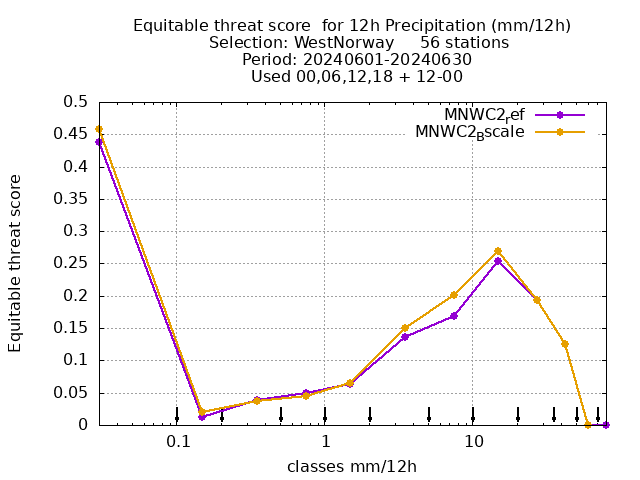 Equitable threat score  for 12h Precipitation (mm/12h)
Selection: WestNorway     56 stations
Period: 20240601-20240630
Used 00,06,12,18 + 12-00
MNWC2ref
MNWC2Bscale
0.5
0.45
0.4
0.35
0.3
0.25
0.2
0.15
0.1
0.05
0
Equitable threat score
0.1 1 10
classes mm/12h